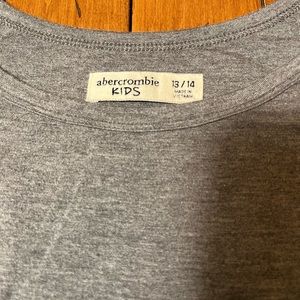 abercrombie
KIDS
13/14
MADE IN
VIETNAM